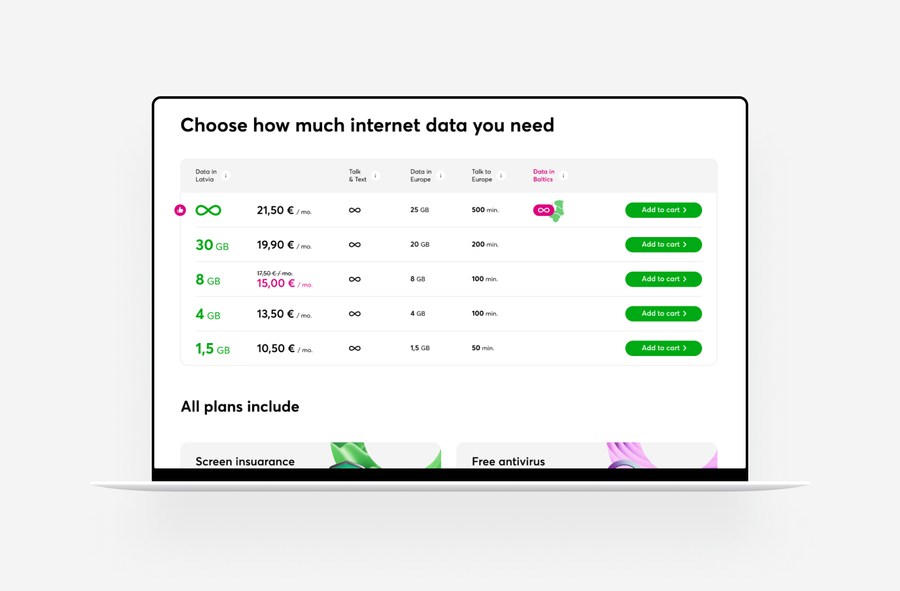 Choose how much internet data you need
Data in
Latvia
↓
Talk
& Text
↓
Data in
Europe
↓
Talk to
Europe
↓
Data in
Baltics
↓
∞ 21,50 € / mo. ∞ 25 GB 500 min. ∞ Add to cart >
30 GB 19,90 € / mo. ∞ 20 GB 200 min. Add to cart >
17,50 € / mo.
8 GB 15,00 € / mo. ∞ 8 GB 100 min. Add to cart >
4 GB 13,50 € / mo. ∞ 4 GB 100 min. Add to cart >
1,5 GB 10,50 € / mo. ∞ 1,5 GB 50 min. Add to cart >
All plans include
Screen insuarance
Free antivirus